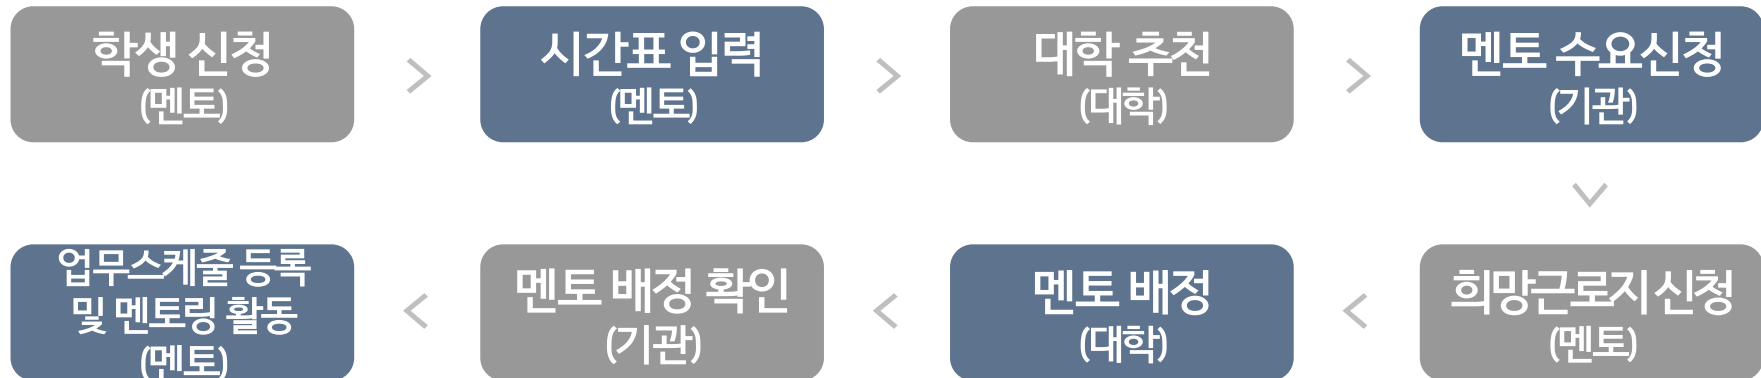 학생 신청
(멘토)
시간표 입력
(멘토)
대학 추천
(대학)
멘토 수요신청
(기관)
희망근로지 신청
(멘토)
멘토 배정
(대학)
멘토 배정 확인
(기관)
업무스케줄 등록
및 멘토링 활동
(멘토)